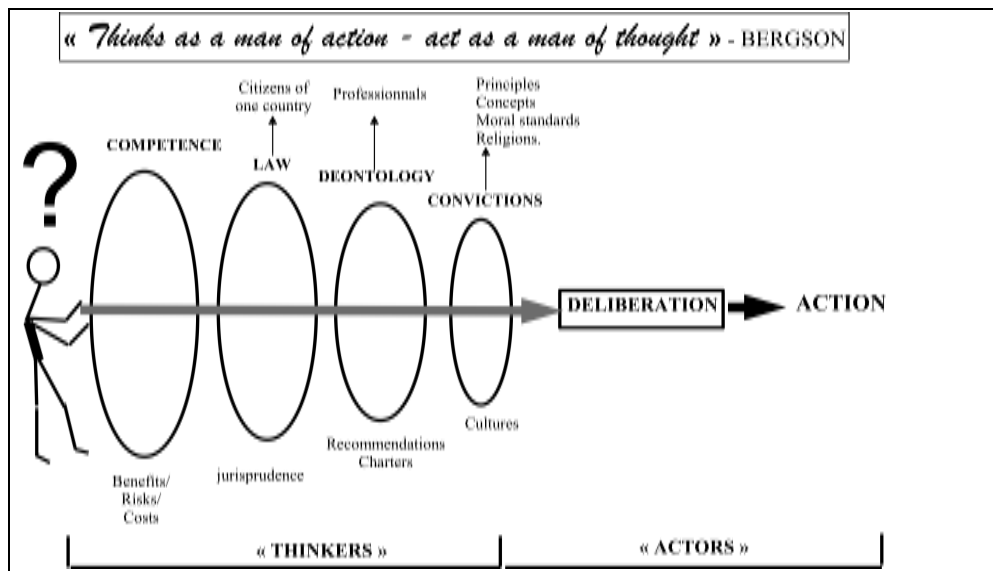 « Thinks as a man of action - act as a man of thought » - BERGSON
Citizens of
one country
Professionnals
Principles
Concepts
Moral standards
Religions.
COMPETENCE
LAW
DEONTOLOGY
CONVICTIONS
?
DELIBERATION
ACTION
Cultures
Recommendations
Charters
jurisprudence
Benefits/
Risks/
Costs
« THINKERS »
« ACTORS »